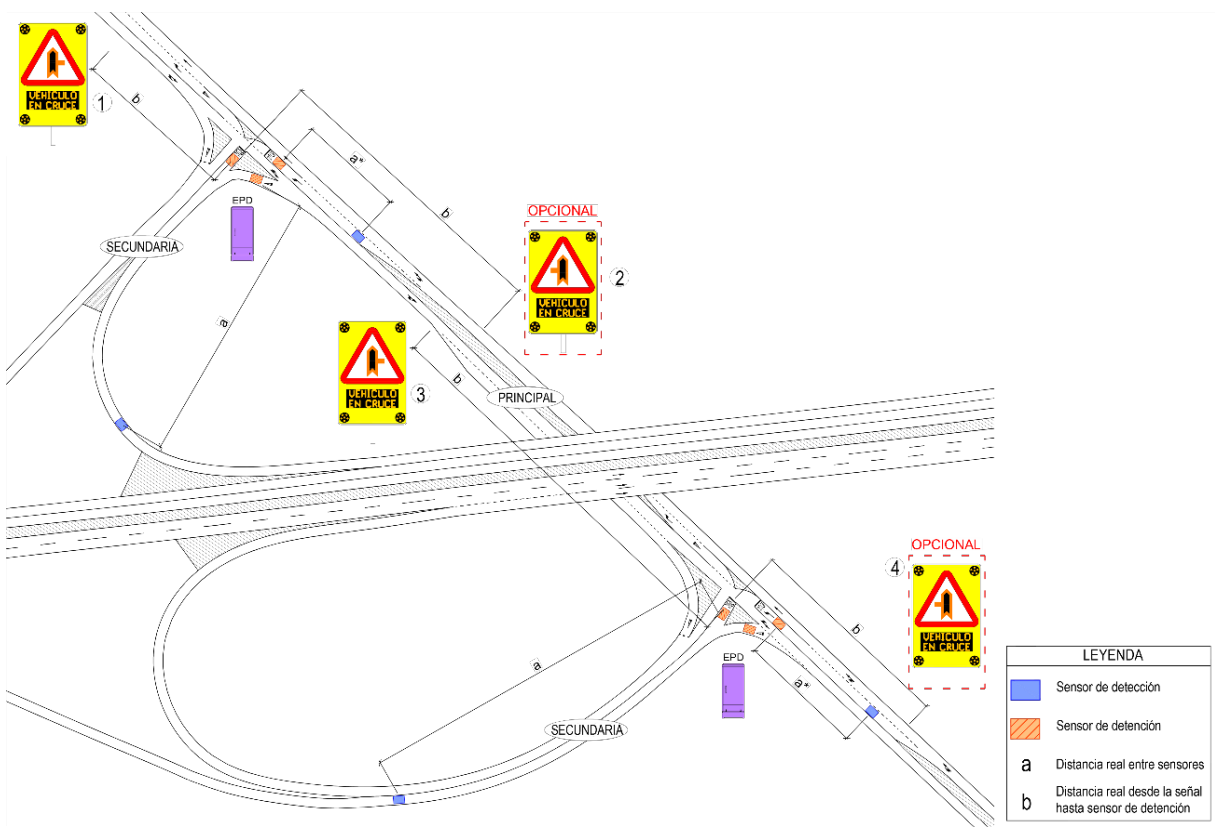 VEHICULO
EN CRUCE
1
b
a*
b
EPD
SECUNDARIA
OPCIONAL
VEHICULO
EN CRUCE
2
a
VEHICULO
EN CRUCE
3
b
PRINCIPAL
OPCIONAL
4
VEHICULO
EN CRUCE
b
a
EPD
a*
SECUNDARIA
LEYENDA
Sensor de detección
Sensor de detención
a Distancia real entre sensores
b Distancia real desde la señal
hasta sensor de detención